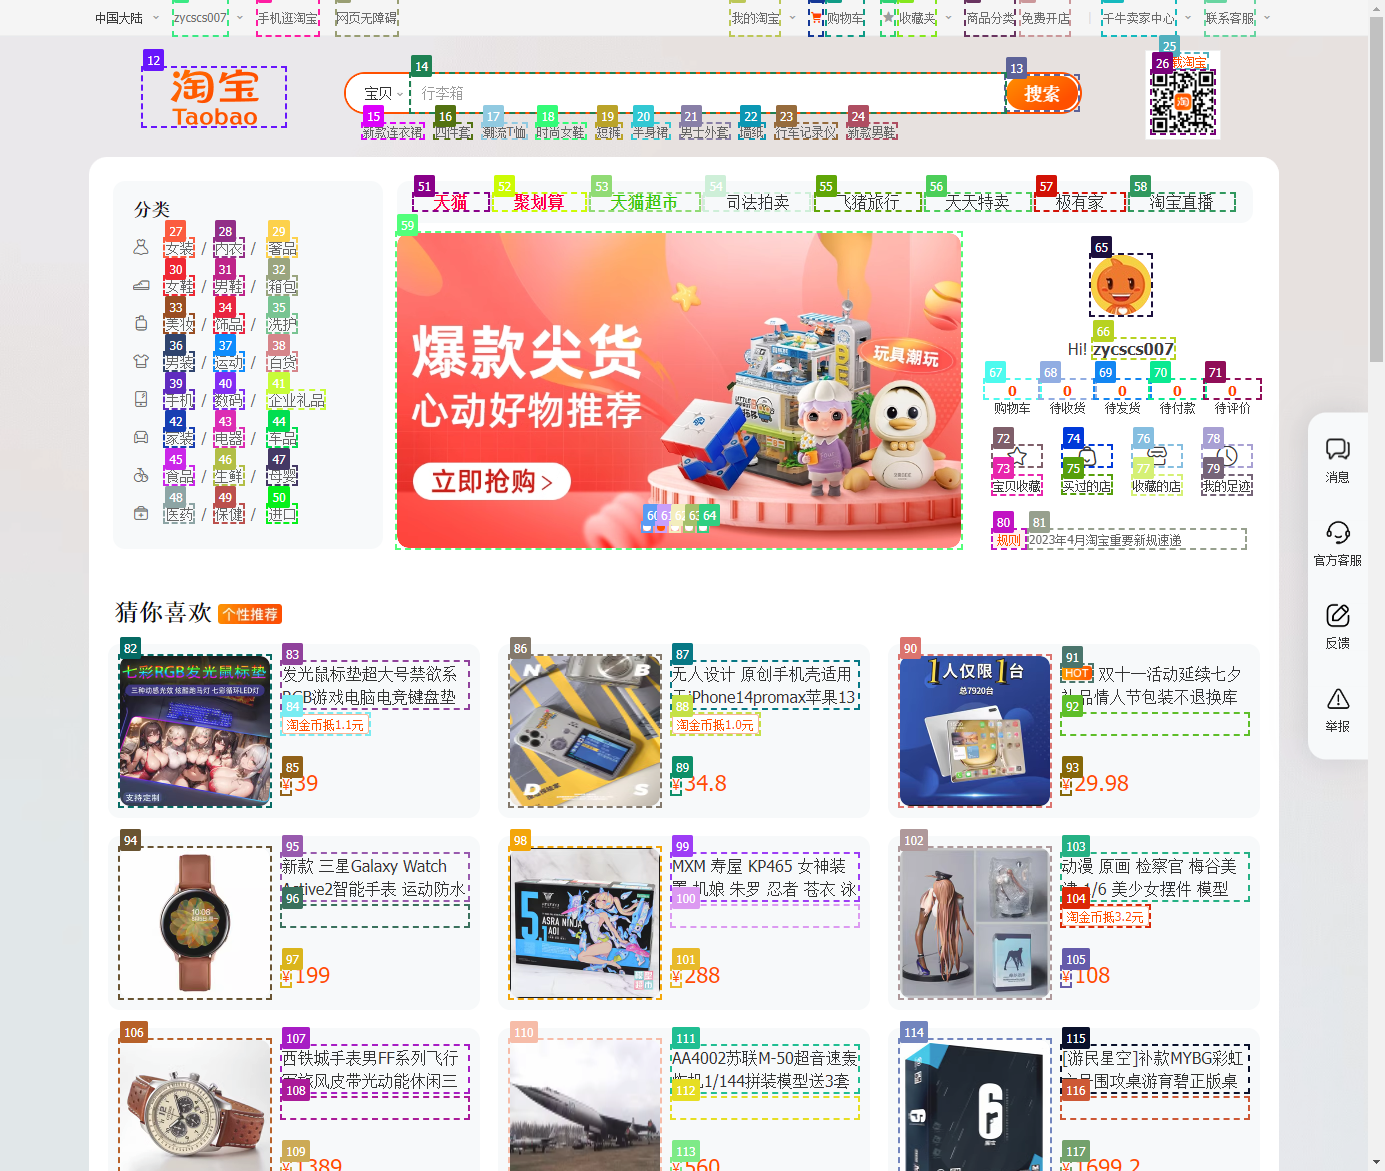 中国大陆
zycscs007
手机逛淘宝
网页无障碍
我的淘宝
购物车
收藏夹
商品分类
免费开店
千牛卖家中心
联系客服
12
淘宝
Taobao
14
宝贝
行李箱
13
搜索
25
26
淘
15 16 17 18 19 20 21 22 23 24
新款连衣裙 四件套 潮流T恤 时尚女鞋 短裤 半身裙 男士外套 墙纸 行车记录仪 新款男鞋
分类
27 28 29
女装 / 内衣 / 奢品
30 31 32
女鞋 / 男鞋 / 箱包
33 34 35
美妆 / 饰品 / 洗护
36 37 38
男装 / 运动 / 百货
39 40 41
手机 / 数码 / 企业礼品
42 43 44
家装 / 电器 / 车品
45 46 47
食品 / 生鲜 / 母婴
48 49 50
医药 / 保健 / 进口
51 52 53 54 55 56 57 58
天猫 聚划算 天猫超市 司法拍卖 飞猪旅行 天天特卖 极有家 淘宝直播
59
爆款尖货
心动好物推荐
立即抢购 >
玩具潮玩
60 61 62 63 64
65
66
Hi! zycscs007
67 68 69 70 71
0 0 0 0 0
购物车 待收货 待发货 待付款 待评价
72 74 76 78
73 75 77 79
宝贝收藏 买过的店 收藏的店 我的足迹
80 81
规则 2023年4月淘宝重要新规速递
消息
官方客服
反馈
举报
猜你喜欢 个性推荐
82
七彩RGB发光鼠标垫
三种动感光效 炫酷跑马灯 七彩循环LED灯
支持定制
83
发光鼠标垫超大号禁欲系
RGB游戏电脑电竞键盘垫
84
淘金币抵1.1元
85
¥39
86
N B
D S
87
无人设计 原创手机壳适用
于iPhone14promax苹果13
88
淘金币抵1.0元
89
¥34.8
90
1人仅限1台
总7920台
91
HOT 双十一活动延续七夕
礼品情人节包装不退换库
92
93
¥29.98
94
10:08
95
新款 三星Galaxy Watch
Active2智能手表 运动防水
96
97
¥199
98
5.1
ASRA NINJA
AOI
99
MXM 寿屋 KP465 女神装
置 机娘 朱罗 忍者 苍衣 泳
100
101
¥288
102
103
动漫 原画 检察官 梅谷美
津 1/6 美少女摆件 模型
104
淘金币抵3.2元
105
¥108
106
107
西铁城手表男FF系列飞行
军旅风皮带光动能休闲三
108
109
¥1389
110
111
AA4002苏联M-50超音速轰
炸机1/144拼装模型送3套
112
113
¥560
114
6
115
[游民星空]补款MYBG彩虹
六号围攻桌游育碧正版桌
116
117
¥1699.2